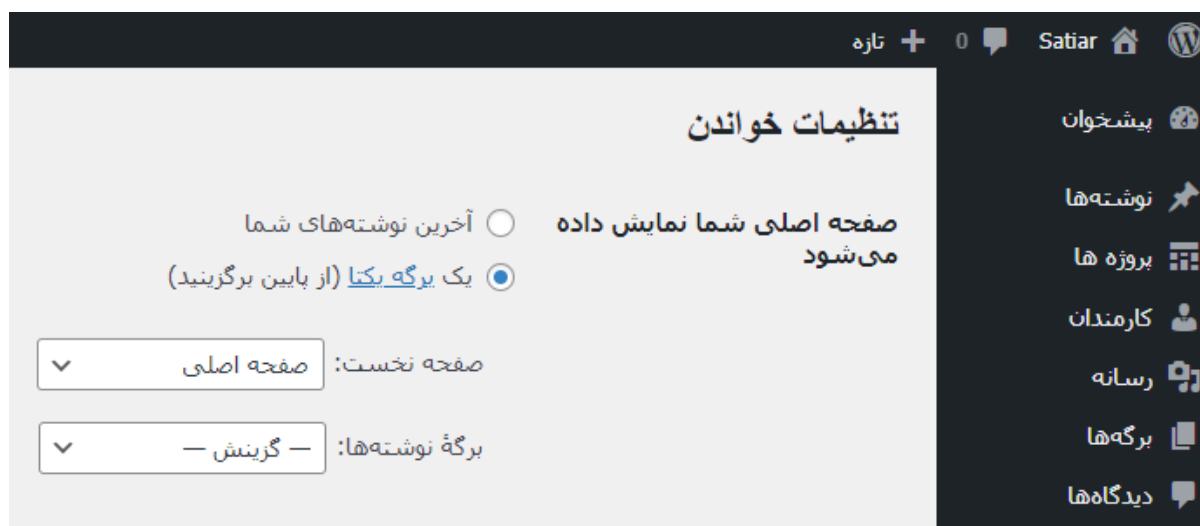 Satiar 0 تازه
پیشخوان
نوشته‌ها
پروژه ها
کارمندان
رسانه
برگه‌ها
دیدگاه‌ها
تنظیمات خواندن
صفحه اصلی شما نمایش داده
می‌شود
آخرین نوشته‌های شما
یک برگه یکتا (از پایین برگزینید)
صفحه نخست: صفحه اصلی
برگهٔ نوشته‌ها: — گزینش —